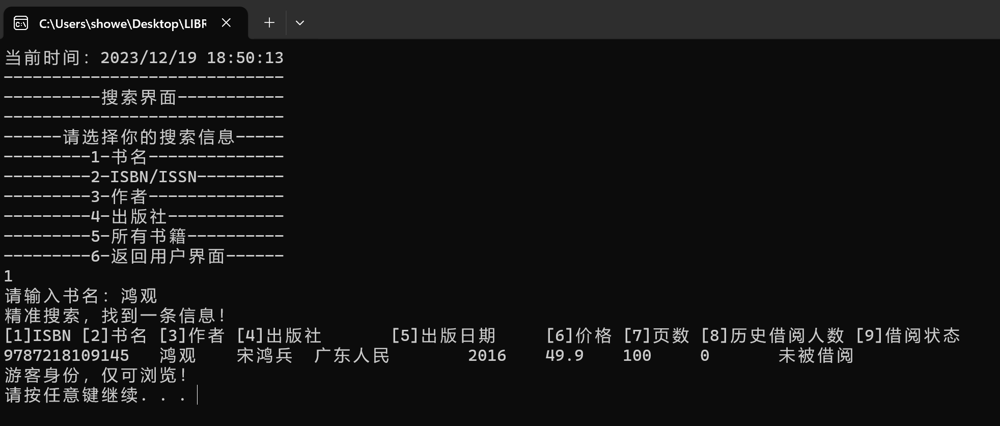 C:\Users\showe\Desktop\LIBR
当前时间：2023/12/19 18:50:13
-----------------------------
----------搜索界面-----------
-----------------------------
------请选择你的搜索信息-----
---------1-书名--------------
---------2-ISBN/ISSN---------
---------3-作者--------------
---------4-出版社------------
---------5-所有书籍----------
---------6-返回用户界面------
1
请输入书名：鸿观
精准搜索，找到一条信息！
[1]ISBN [2]书名 [3]作者 [4]出版社 [5]出版日期 [6]价格 [7]页数 [8]历史借阅人数 [9]借阅状态
9787218109145 鸿观 宋鸿兵 广东人民 2016 49.9 100 0 未被借阅
游客身份，仅可浏览！
请按任意键继续. . .